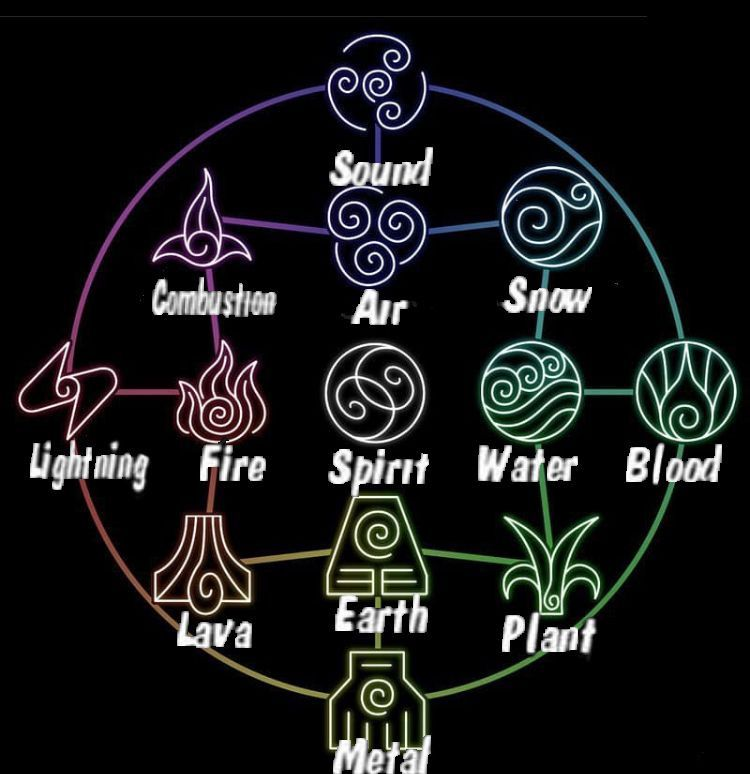 Sound
Combustion
Air
Snow
Lightning
Fire
Spirit
Water
Blood
Lava
Earth
Plant
Metal